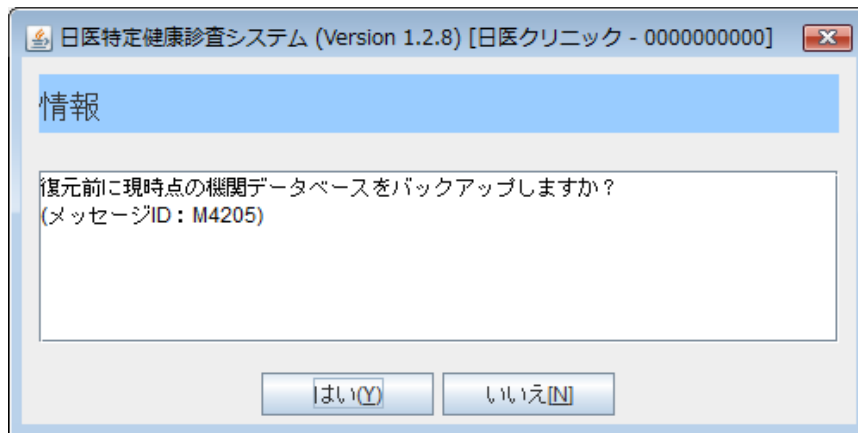 日医特定健康診査システム (Version 1.2.8) [日医クリニック - 0000000000]
情報
復元前に現時点の機関データベースをバックアップしますか？
(メッセージID：M4205)
はい(Y) いいえ[N]